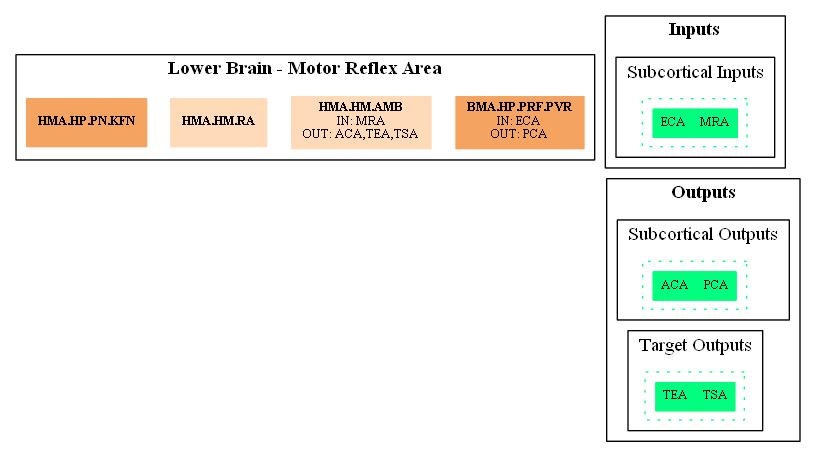 Lower Brain - Motor Reflex Area
HMA.HP.PN.KFN
HMA.HM.RA
HMA.HM.AMB
IN: MRA
OUT: ACA,TEA,TSA
BMA.HP.PRF.PVR
IN: ECA
OUT: PCA
Inputs
Subcortical Inputs
ECA MRA
Outputs
Subcortical Outputs
ACA PCA
Target Outputs
TEA TSA